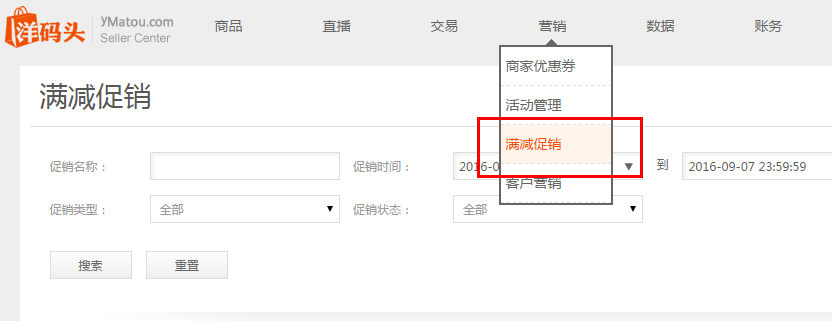 洋码头 YMatou.com
Seller Center
商品 直播 交易 营销 数据 账务
商家优惠券
活动管理
满减促销
客户营销
满减促销
促销名称： 促销时间： 2016-0 到 2016-09-07 23:59:59
促销类型： 全部 促销状态： 全部
搜索 重置